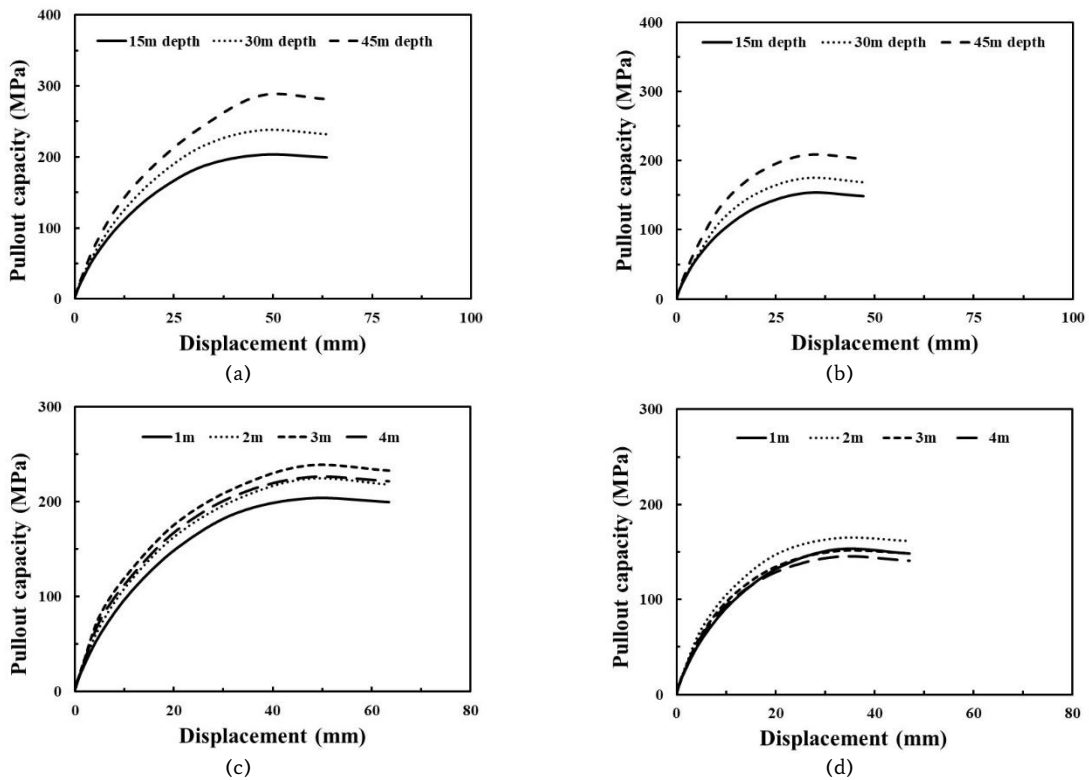 400
15m depth 30m depth 45m depth
300
200
100
0
0 25 50 75 100
Pullout capacity (MPa)
Displacement (mm)
(a)
400
15m depth 30m depth 45m depth
300
200
100
0
0 25 50 75 100
Pullout capacity (MPa)
Displacement (mm)
(b)
300
1m 2m 3m 4m
200
100
0
0 20 40 60 80
Pullout capacity (MPa)
Displacement (mm)
(c)
300
1m 2m 3m 4m
200
100
0
0 20 40 60 80
Pullout capacity (MPa)
Displacement (mm)
(d)